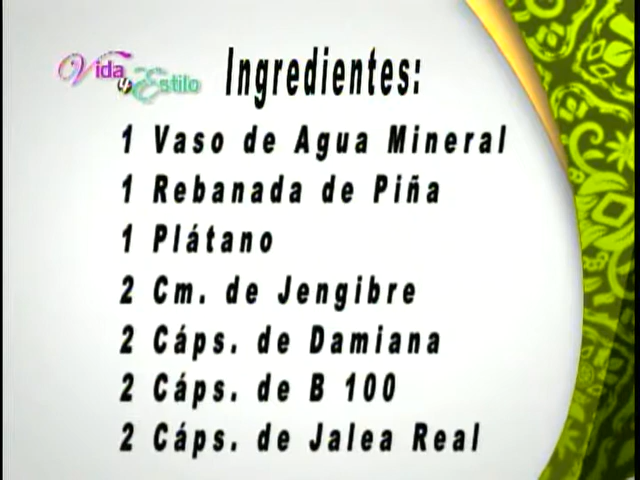 Vida y Estilo
Ingredientes:
1 Vaso de Agua Mineral
1 Rebanada de Piña
1 Plátano
2 Cm. de Jengibre
2 Cáps. de Damiana
2 Cáps. de B 100
2 Cáps. de Jalea Real